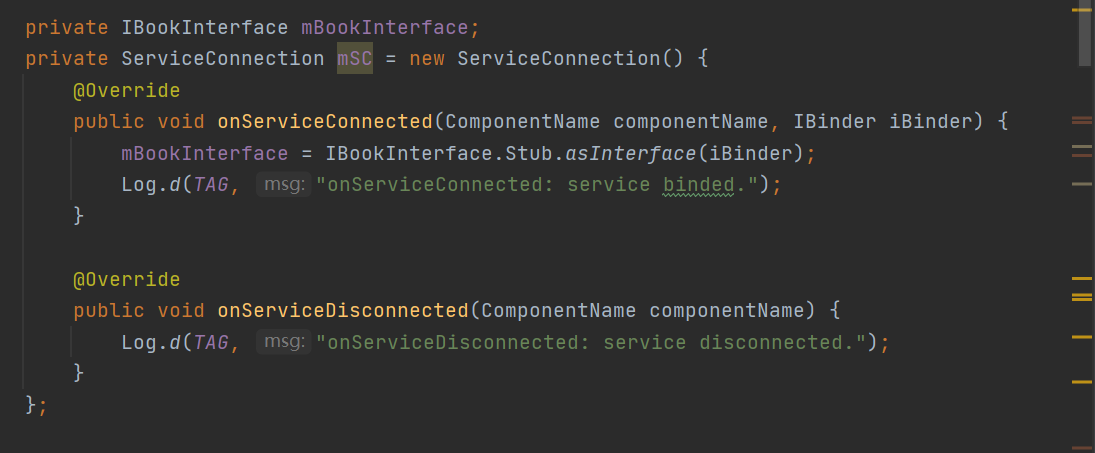 private IBookInterface mBookInterface;
private ServiceConnection mSC = new ServiceConnection() {
    @Override
    public void onServiceConnected(ComponentName componentName, IBinder iBinder) {
        mBookInterface = IBookInterface.Stub.asInterface(iBinder);
        Log.d(TAG, msg: "onServiceConnected: service binded.");
    }

    @Override
    public void onServiceDisconnected(ComponentName componentName) {
        Log.d(TAG, msg: "onServiceDisconnected: service disconnected.");
    }
};